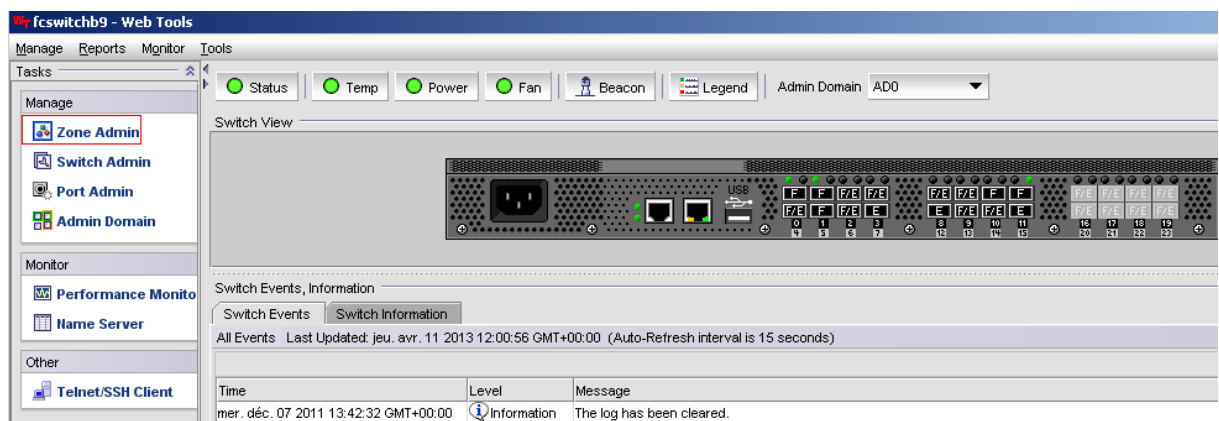 fcswitchb9 - Web Tools
Manage Reports Monitor Tools
Tasks
Manage
Zone Admin
Switch Admin
Port Admin
Admin Domain
Monitor
Performance Monito
Name Server
Other
Telnet/SSH Client
Status Temp Power Fan Beacon Legend Admin Domain AD0
Switch View
USB
F F F/E F/E F/E F/E F F F/E F/E F/E F/E
F/E F F/E E E F/E F/E E F/E F/E F/E F/E
0 1 2 3 8 9 10 11 16 17 18 19
4 5 6 7 12 13 14 15 20 21 22 23
Switch Events, Information
Switch Events Switch Information
All Events Last Updated: jeu. avr. 11 2013 12:00:56 GMT+00:00 (Auto-Refresh interval is 15 seconds)
Time Level Message
mer. déc. 07 2011 13:42:32 GMT+00:00 Information The log has been cleared.